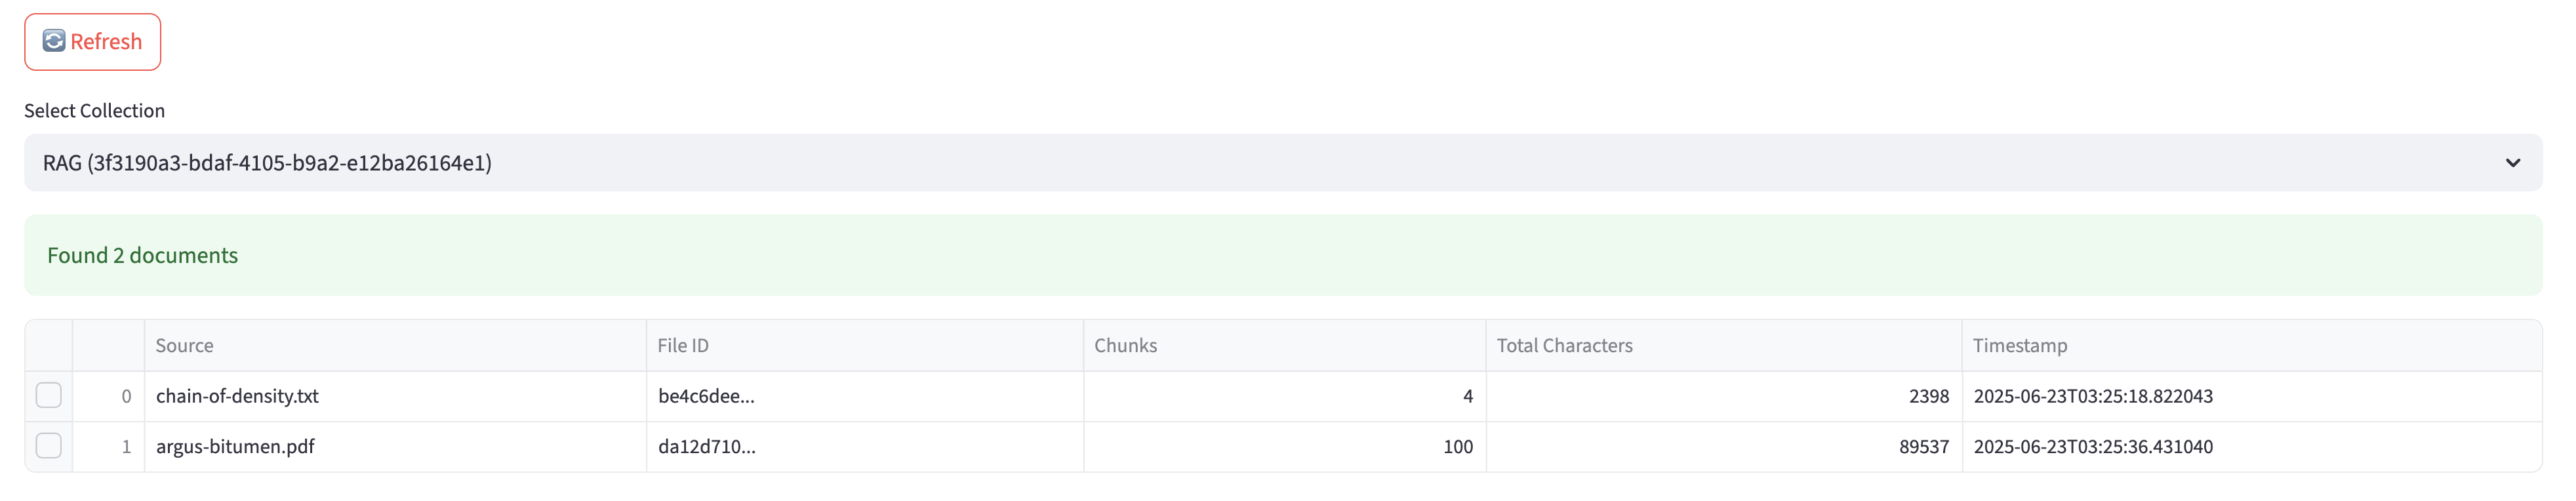 Refresh
Select Collection
RAG (3f3190a3-bdaf-4105-b9a2-e12ba26164e1)
Found 2 documents
Source File ID Chunks Total Characters Timestamp
0 chain-of-density.txt be4c6dee... 4 2398 2025-06-23T03:25:18.822043
1 argus-bitumen.pdf da12d710... 100 89537 2025-06-23T03:25:36.431040